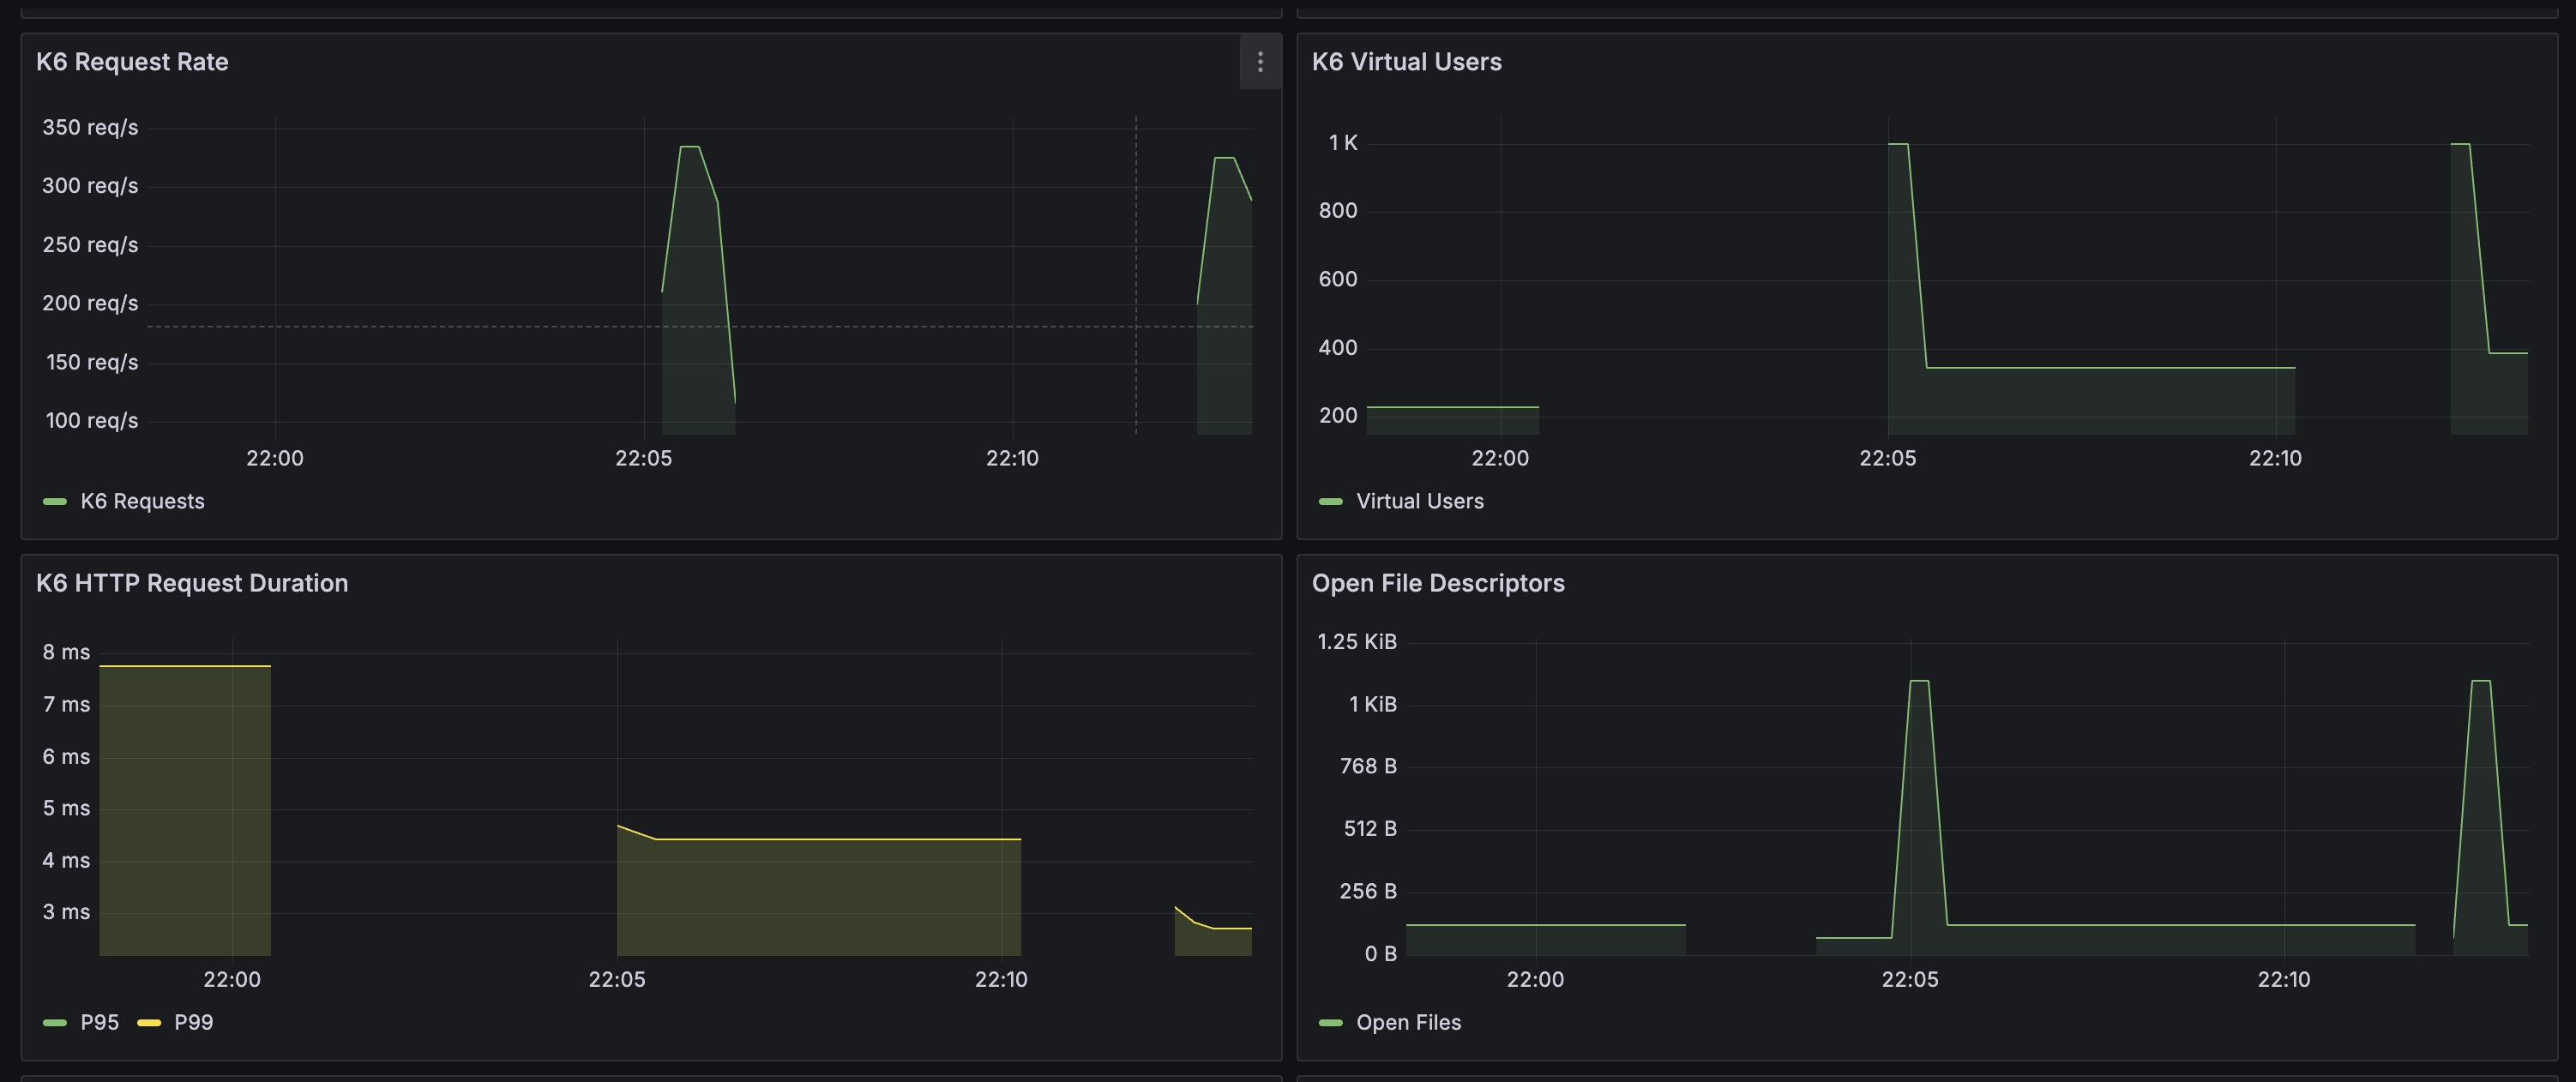 K6 Request Rate
350 req/s
300 req/s
250 req/s
200 req/s
150 req/s
100 req/s
22:00 22:05 22:10
K6 Requests
K6 Virtual Users
1 K
800
600
400
200
22:00 22:05 22:10
Virtual Users
K6 HTTP Request Duration
8 ms
7 ms
6 ms
5 ms
4 ms
3 ms
22:00 22:05 22:10
P95 P99
Open File Descriptors
1.25 KiB
1 KiB
768 B
512 B
256 B
0 B
22:00 22:05 22:10
Open Files